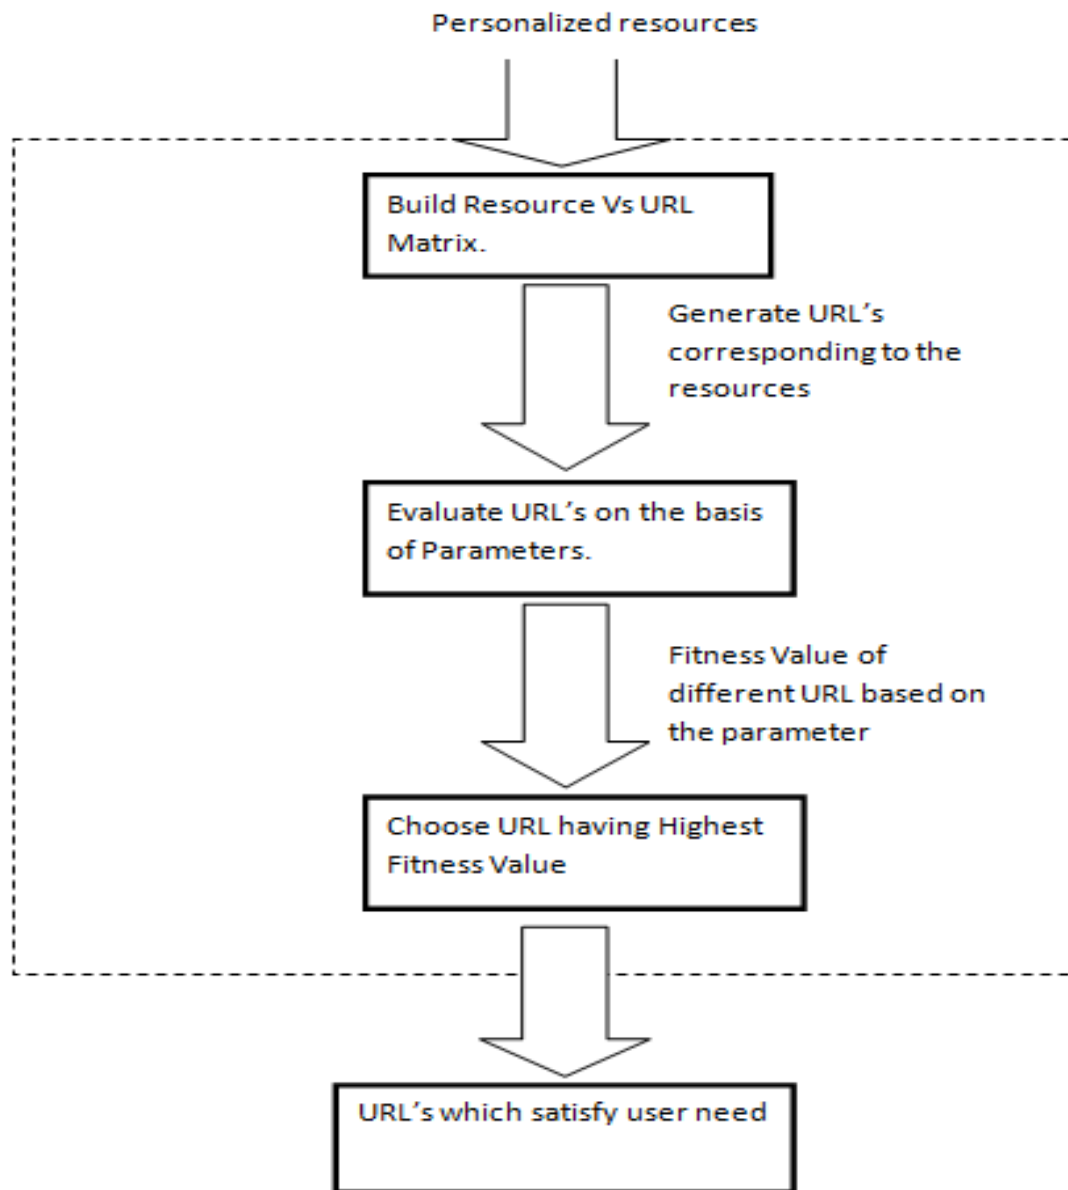 Personalized resources
Build Resource Vs URL
Matrix.
Generate URL's
corresponding to the
resources
Evaluate URL's on the basis
of Parameters.
Fitness Value of
different URL based on
the parameter
Choose URL having Highest
Fitness Value
URL's which satisfy user need